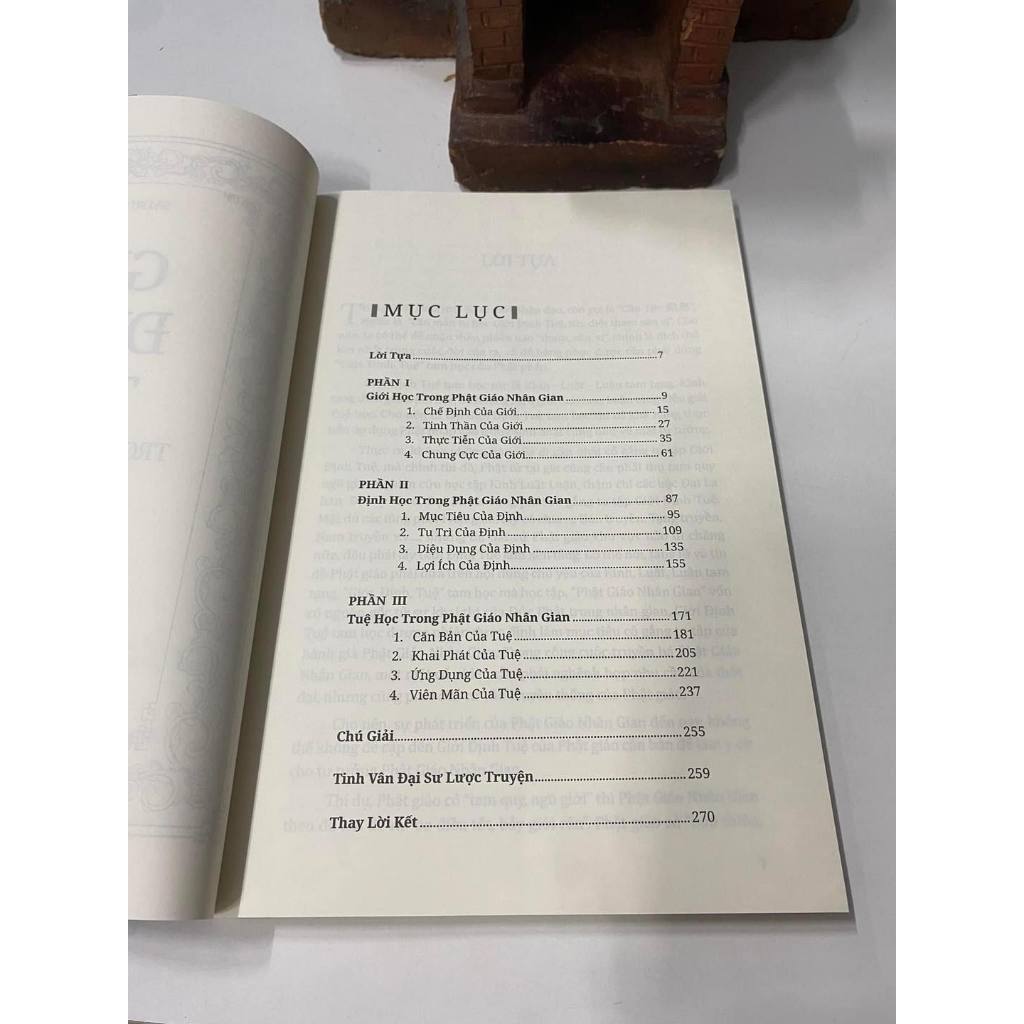 MỤC LỤC
Lời Tựa 7
PHẦN I
Giới Học Trong Phật Giáo Nhân Gian 9
1. Chế Định Của Giới 15
2. Tinh Thần Của Giới 27
3. Thực Tiễn Của Giới 35
4. Chung Cực Của Giới 61
PHẦN II
Định Học Trong Phật Giáo Nhân Gian 87
1. Mục Tiêu Của Định 95
2. Tu Trì Của Định 109
3. Diệu Dụng Của Định 135
4. Lợi Ích Của Định 155
PHẦN III
Tuệ Học Trong Phật Giáo Nhân Gian 171
1. Căn Bản Của Tuệ 181
2. Khai Phát Của Tuệ 205
3. Ứng Dụng Của Tuệ 221
4. Viên Mãn Của Tuệ 237
Chú Giải 255
Tinh Vân Đại Sư Lược Truyện 259
Thay Lời Kết 270